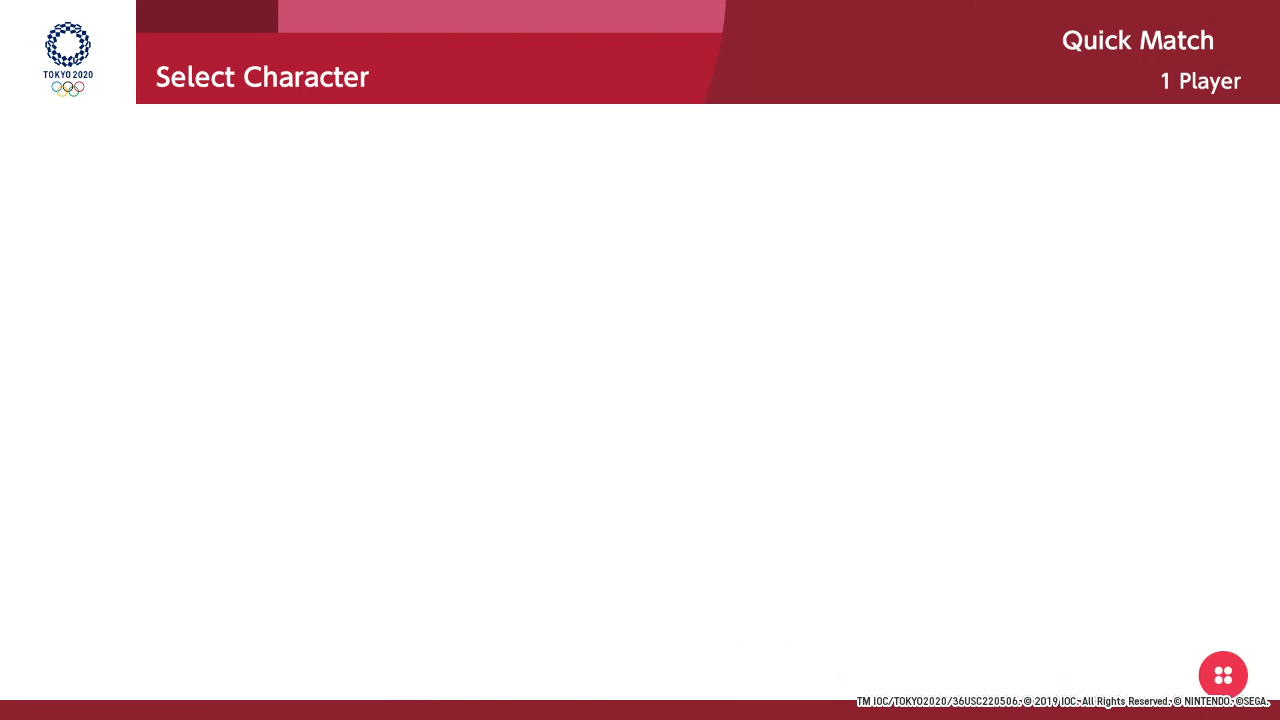 TOKYO 2020
Select Character
Quick Match
1 Player
TM IOC/TOKYO2020/36USC220506. © 2019 IOC. All Rights Reserved. © NINTENDO. ©SEGA.